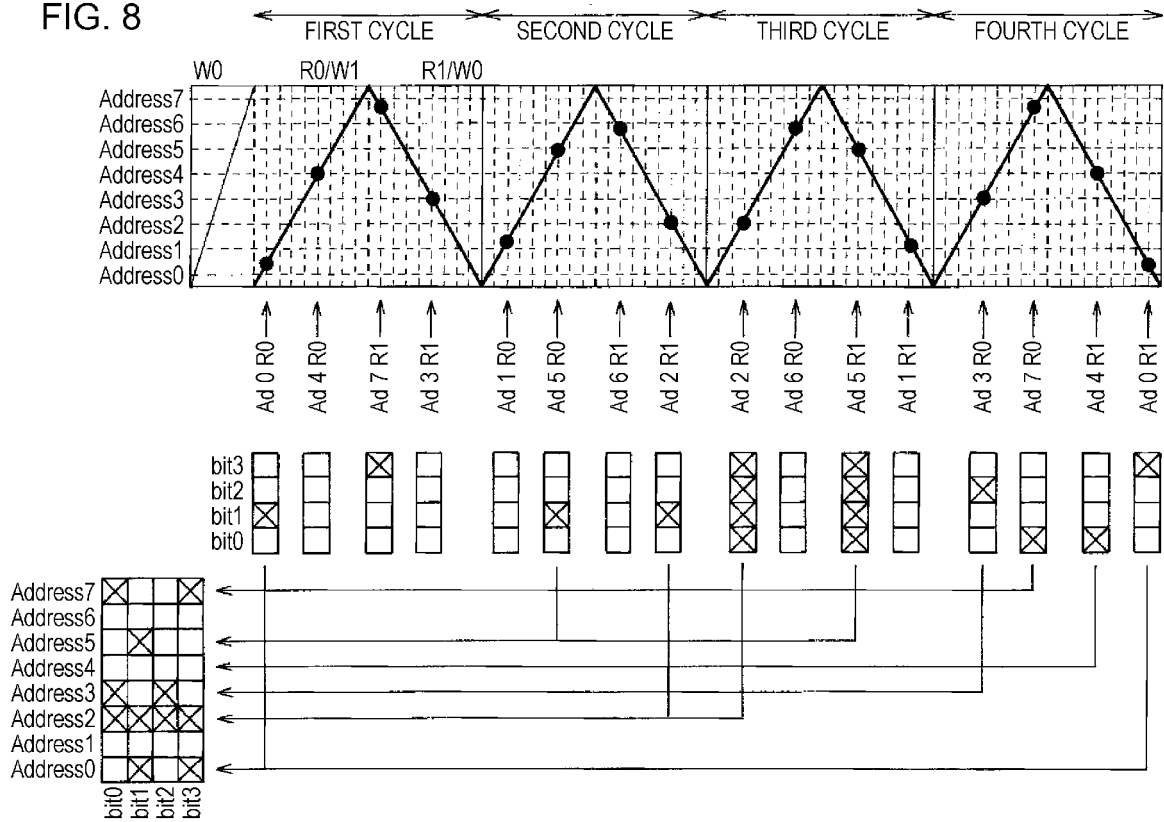 FIG. 8
FIRST CYCLE SECOND CYCLE THIRD CYCLE FOURTH CYCLE
W0 R0/W1 R1/W0
Address7
Address6
Address5
Address4
Address3
Address2
Address1
Address0
Ad 0 R0
Ad 4 R0
Ad 7 R1
Ad 3 R1
Ad 1 R0
Ad 5 R0
Ad 6 R1
Ad 2 R1
Ad 2 R0
Ad 6 R0
Ad 5 R1
Ad 1 R1
Ad 3 R0
Ad 7 R0
Ad 4 R1
Ad 0 R1
bit3
bit2
bit1
bit0
Address7
Address6
Address5
Address4
Address3
Address2
Address1
Address0
bit0
bit1
bit2
bit3